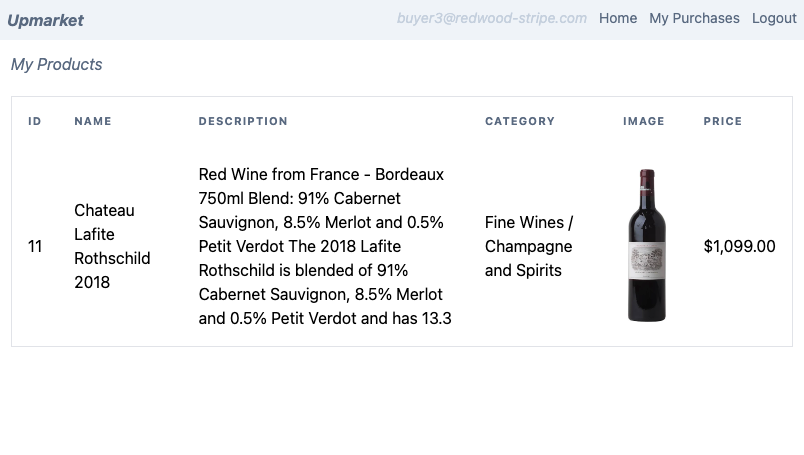 Upmarket
buyer3@redwood-stripe.com Home My Purchases Logout
My Products
ID NAME DESCRIPTION CATEGORY IMAGE PRICE
11
Chateau
Lafite
Rothschild
2018
Red Wine from France - Bordeaux
750ml Blend: 91% Cabernet
Sauvignon, 8.5% Merlot and 0.5%
Petit Verdot The 2018 Lafite
Rothschild is blended of 91%
Cabernet Sauvignon, 8.5% Merlot
and 0.5% Petit Verdot and has 13.3
Fine Wines /
Champagne
and Spirits
$1,099.00